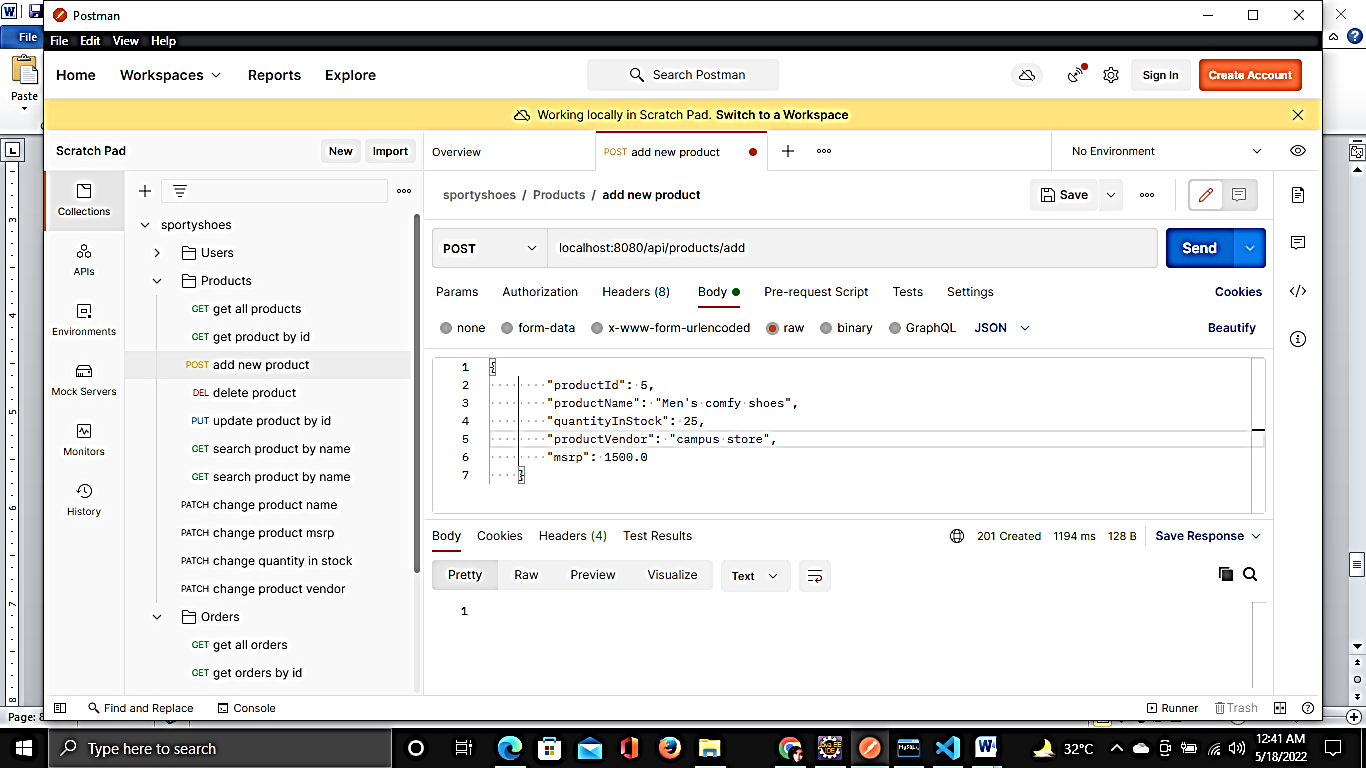 Postman
File
File Edit View Help
Home Workspaces Reports Explore Search Postman Sign In Create Account
Paste
Working locally in Scratch Pad. Switch to a Workspace
Scratch Pad New Import Overview POST add new product No Environment
Collections
sportyshoes / Products / add new product Save
sportyshoes
Users
Products
POST localhost:8080/api/products/add Send
APIs
Environments
Mock Servers
Monitors
History
GET get all products
GET get product by id
POST add new product
DEL delete product
PUT update product by id
GET search product by name
GET search product by name
PATCH change product name
PATCH change product msrp
PATCH change quantity in stock
PATCH change product vendor
Orders
GET get all orders
GET get orders by id
Params Authorization Headers (8) Body Pre-request Script Tests Settings Cookies
none form-data x-www-form-urlencoded raw binary GraphQL JSON Beautify
1 {
2 "productId": 5,
3 "productName": "Men's comfy shoes",
4 "quantityInStock": 25,
5 "productVendor": "campus store",
6 "msrp": 1500.0
7 }
Body Cookies Headers (4) Test Results 201 Created 1194 ms 128 B Save Response
Pretty Raw Preview Visualize Text
1
Find and Replace Console Runner Trash
Page: 8
Type here to search
32°C
12:41 AM
5/18/2022